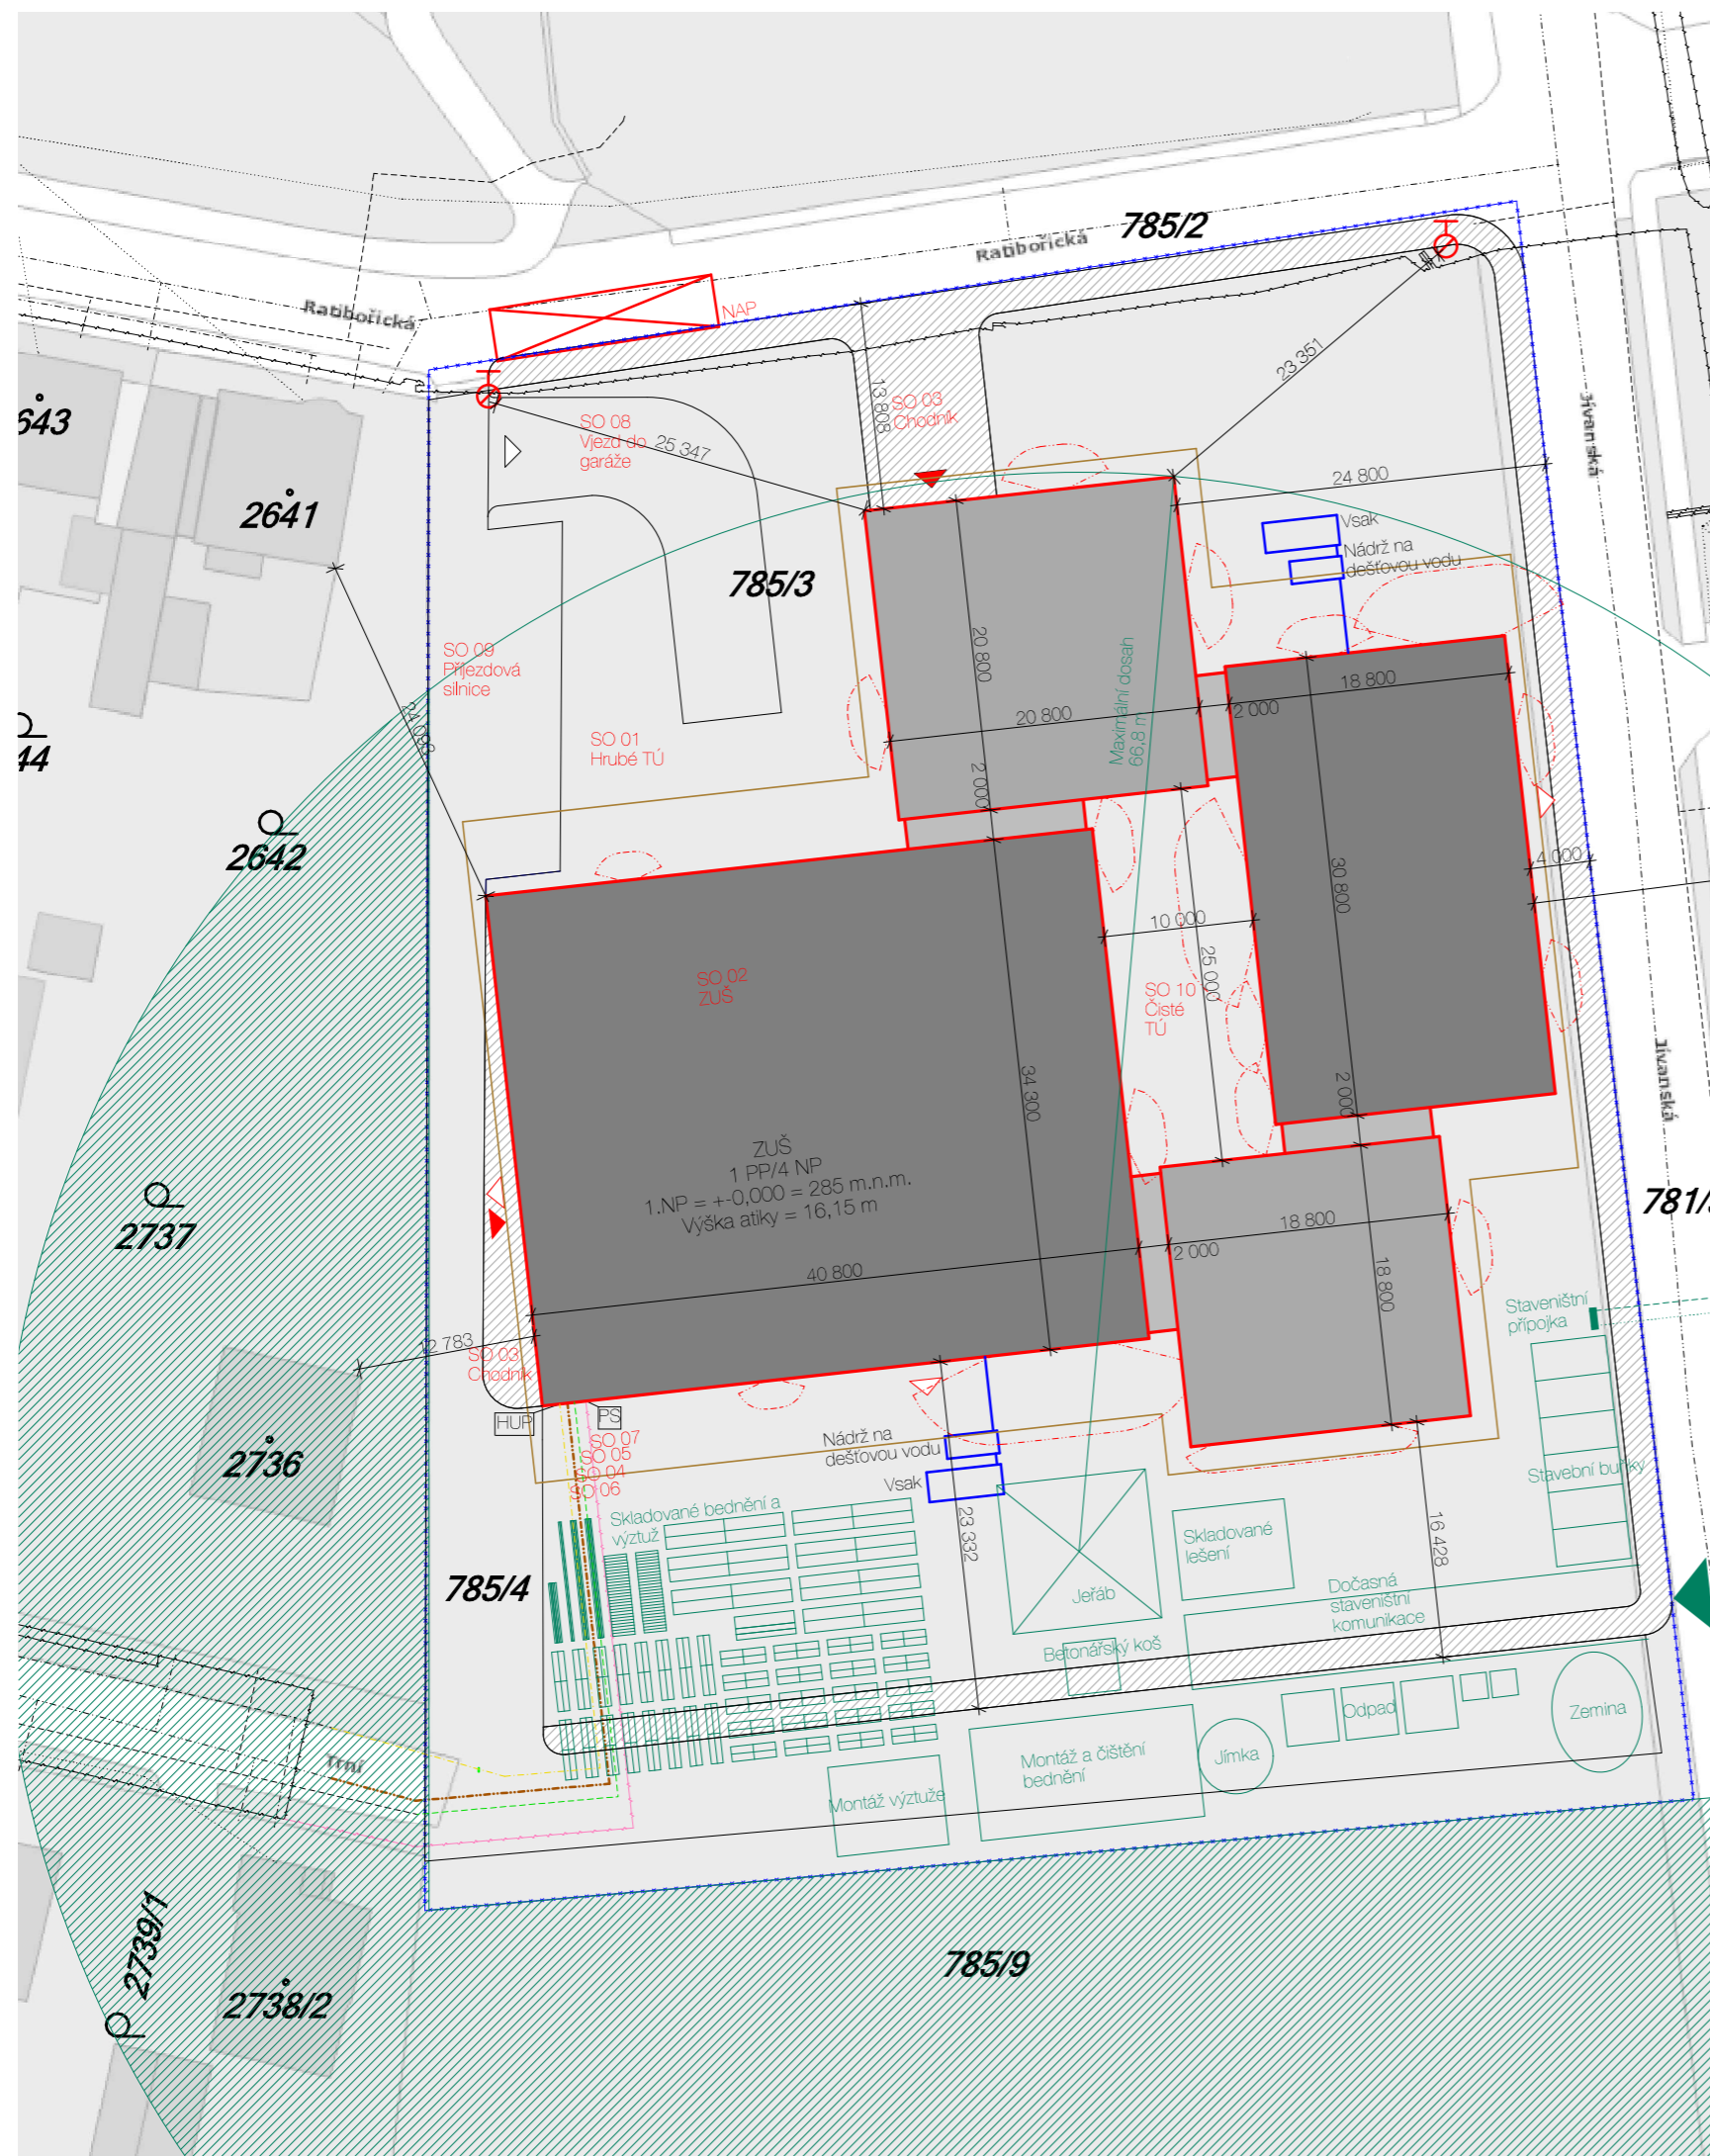 785/2
Ratibořická
Ratibořická
NAP
Jívanská
643
2641
SO 08
Vjezd do
garáže
25 347
13 808
SO 03
Chodník
23 351
24 800
Vsak
Nádrž na
dešťovou vodu
785/3
SO 09
Příjezdová
silnice
24 093
SO 01
Hrubé TÚ
20 800
20 800
2 000
Maximální dosah
66,8 m
18 800
2 000
44
2642
30 800
4 000
10 000
25 000
SO 02
ZUŠ
SO 10
Čisté
TÚ
34 300
2 000
Jívanská
ZUŠ
1 PP/4 NP
1.NP = +-0,000 = 285 m.n.m.
Výška atiky = 16,15 m
2737
781/
18 800
2 000
40 800
18 800
12 783
SO 03
Chodník
Staveništní
přípojka
HUP
PS
SO 07
SO 05
SO 04
SO 06
Nádrž na
dešťovou vodu
Vsak
2736
Stavební buňky
Skladované bednění a
výztuž
23 332
Skladované
lešení
16 428
785/4
Jeřáb
Dočasná
staveništní
komunikace
Betonářský koš
Odpad
Zemina
Trní
Montáž a čištění
bednění
Jímka
Montáž výztuže
2739/1
785/9
2738/2